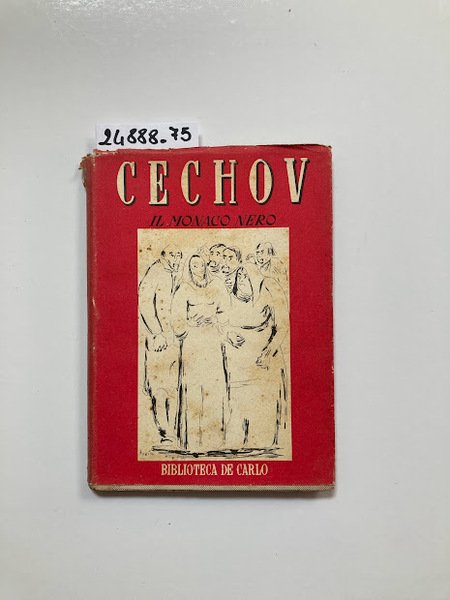 24888-75
CECHOV
IL MONACO NERO
BIBLIOTECA DE CARLO